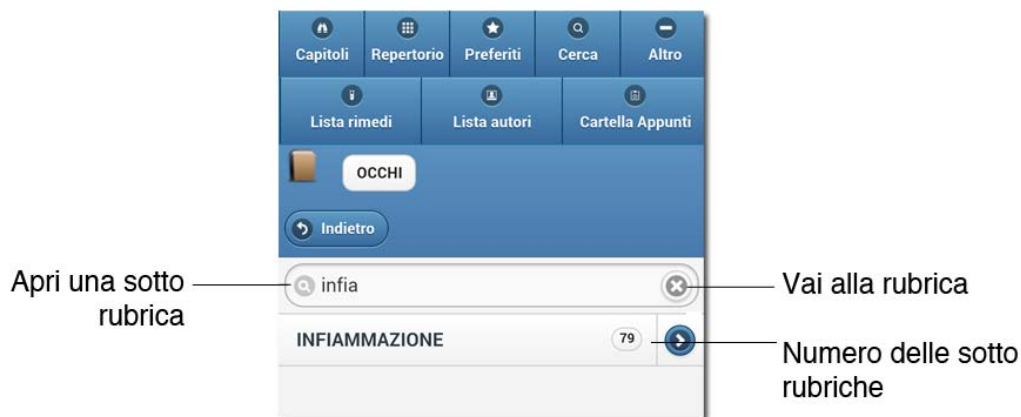 Capitoli Repertorio Preferiti Cerca Altro
Lista rimedi Lista autori Cartella Appunti
OCCHI
Indietro
Apri una sotto
rubrica
infia
Vai alla rubrica
INFIAMMAZIONE 79
Numero delle sotto
rubriche